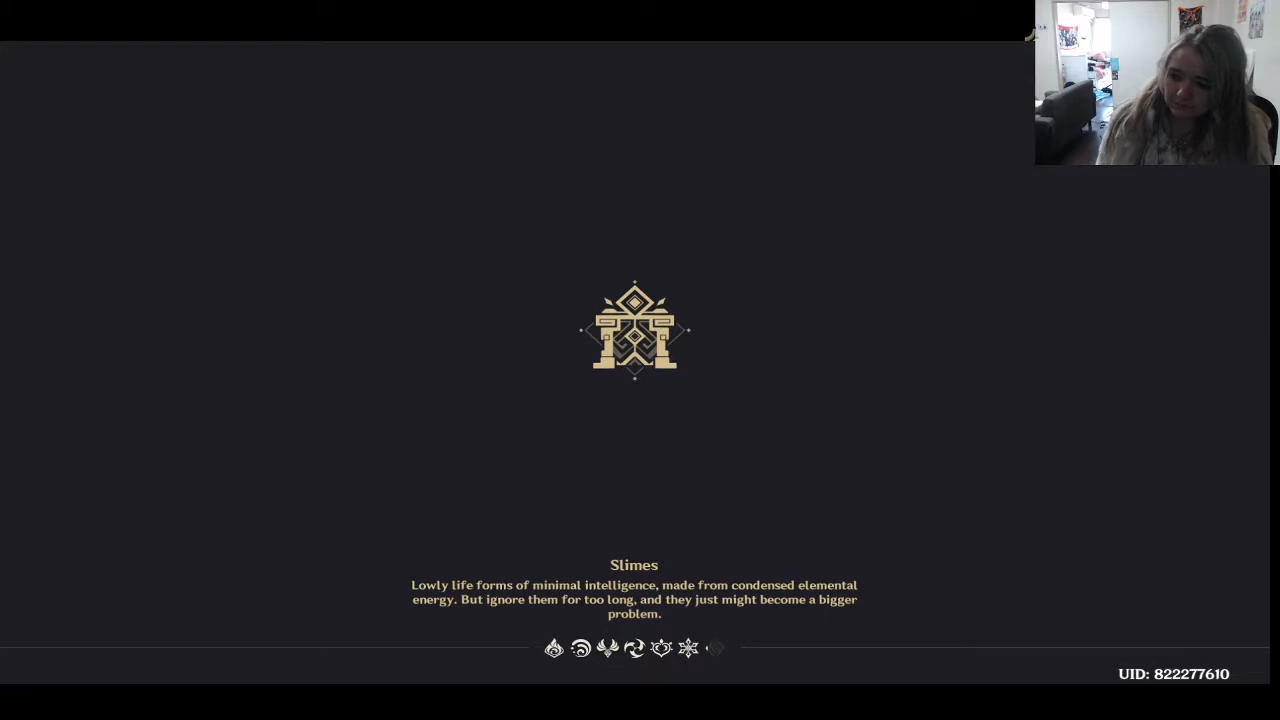 Slimes
Lowly life forms of minimal intelligence, made from condensed elemental
energy. But ignore them for too long, and they just might become a bigger
problem.
UID: 822277610